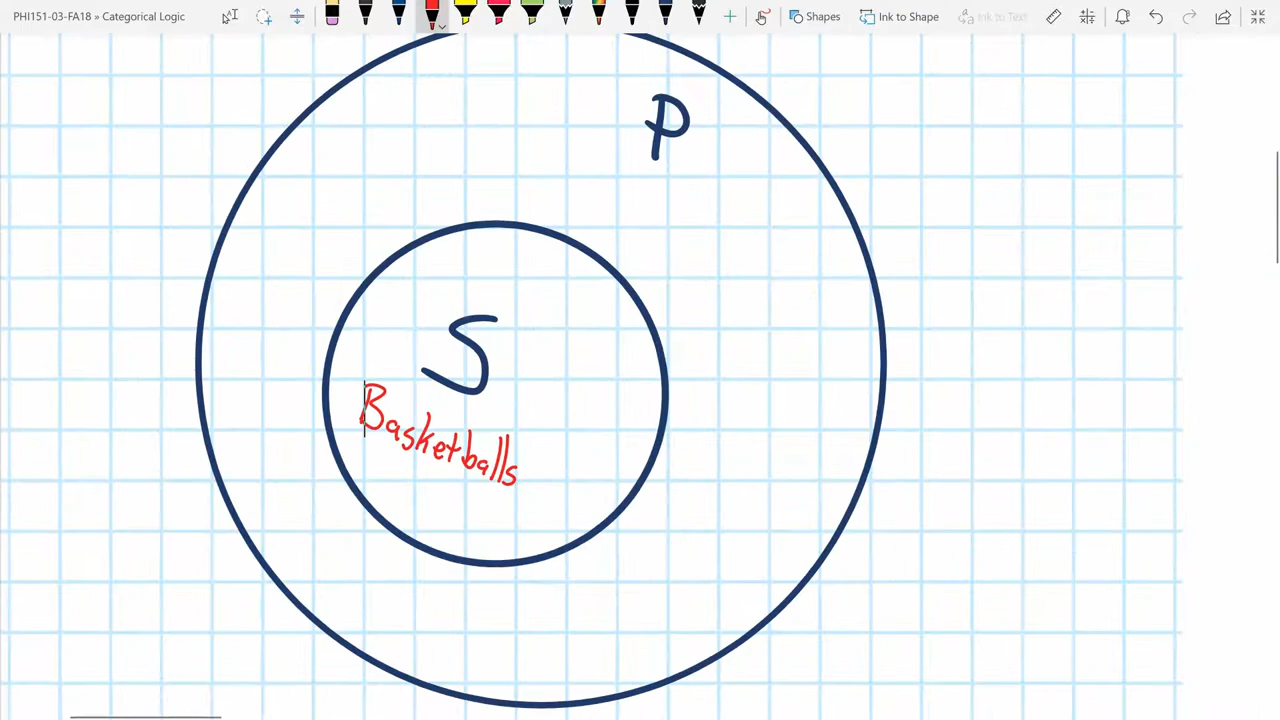 PHI151-03-FA18 » Categorical Logic
Shapes
Ink to Shape
Ink to Text
P
S
Basketballs